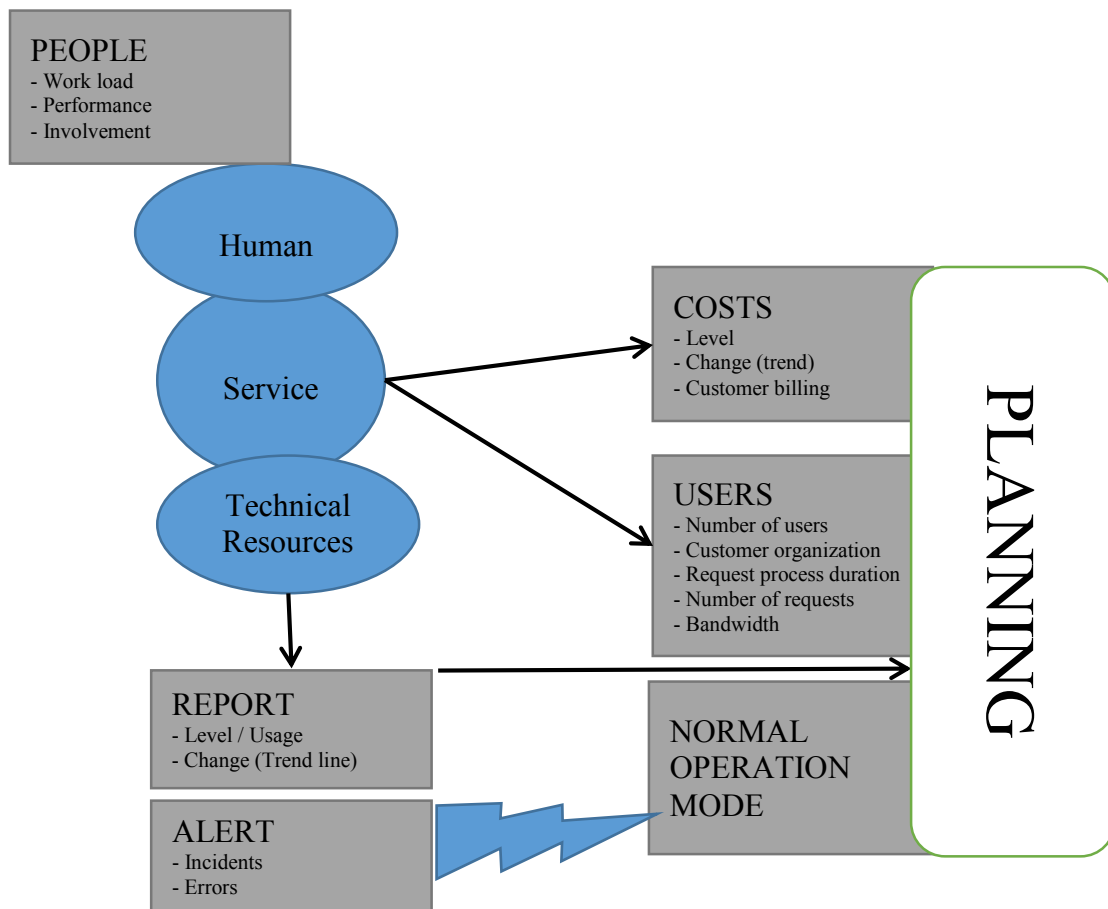 PEOPLE
- Work load
- Performance
- Involvement
Human
Service
Technical
Resources
COSTS
- Level
- Change (trend)
- Customer billing
USERS
- Number of users
- Customer organization
- Request process duration
- Number of requests
- Bandwidth
PLANNING
REPORT
- Level / Usage
- Change (Trend line)
NORMAL
OPERATION
MODE
ALERT
- Incidents
- Errors